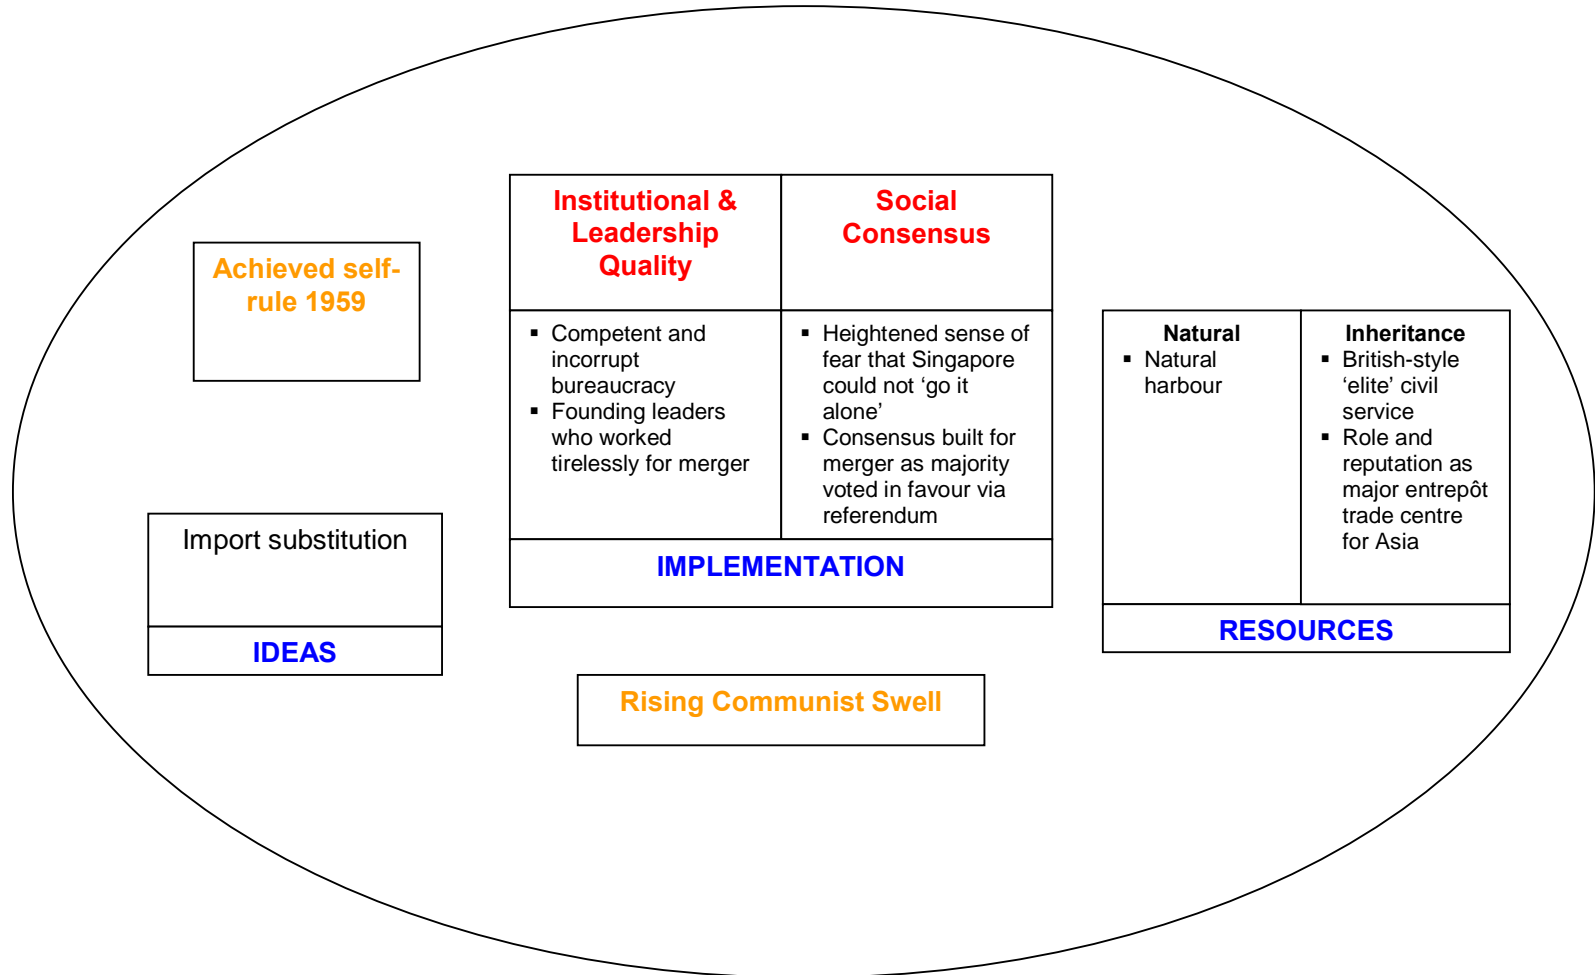 Achieved self-
rule 1959
Import substitution
IDEAS
Institutional &
Leadership
Quality
Social
Consensus
▪ Competent and
incorrupt
bureaucracy
▪ Founding leaders
who worked
tirelessly for merger
▪ Heightened sense of
fear that Singapore
could not ‘go it
alone’
▪ Consensus built for
merger as majority
voted in favour via
referendum
IMPLEMENTATION
Rising Communist Swell
Natural
▪ Natural
harbour
Inheritance
▪ British-style
‘elite’ civil
service
▪ Role and
reputation as
major entrepôt
trade centre
for Asia
RESOURCES